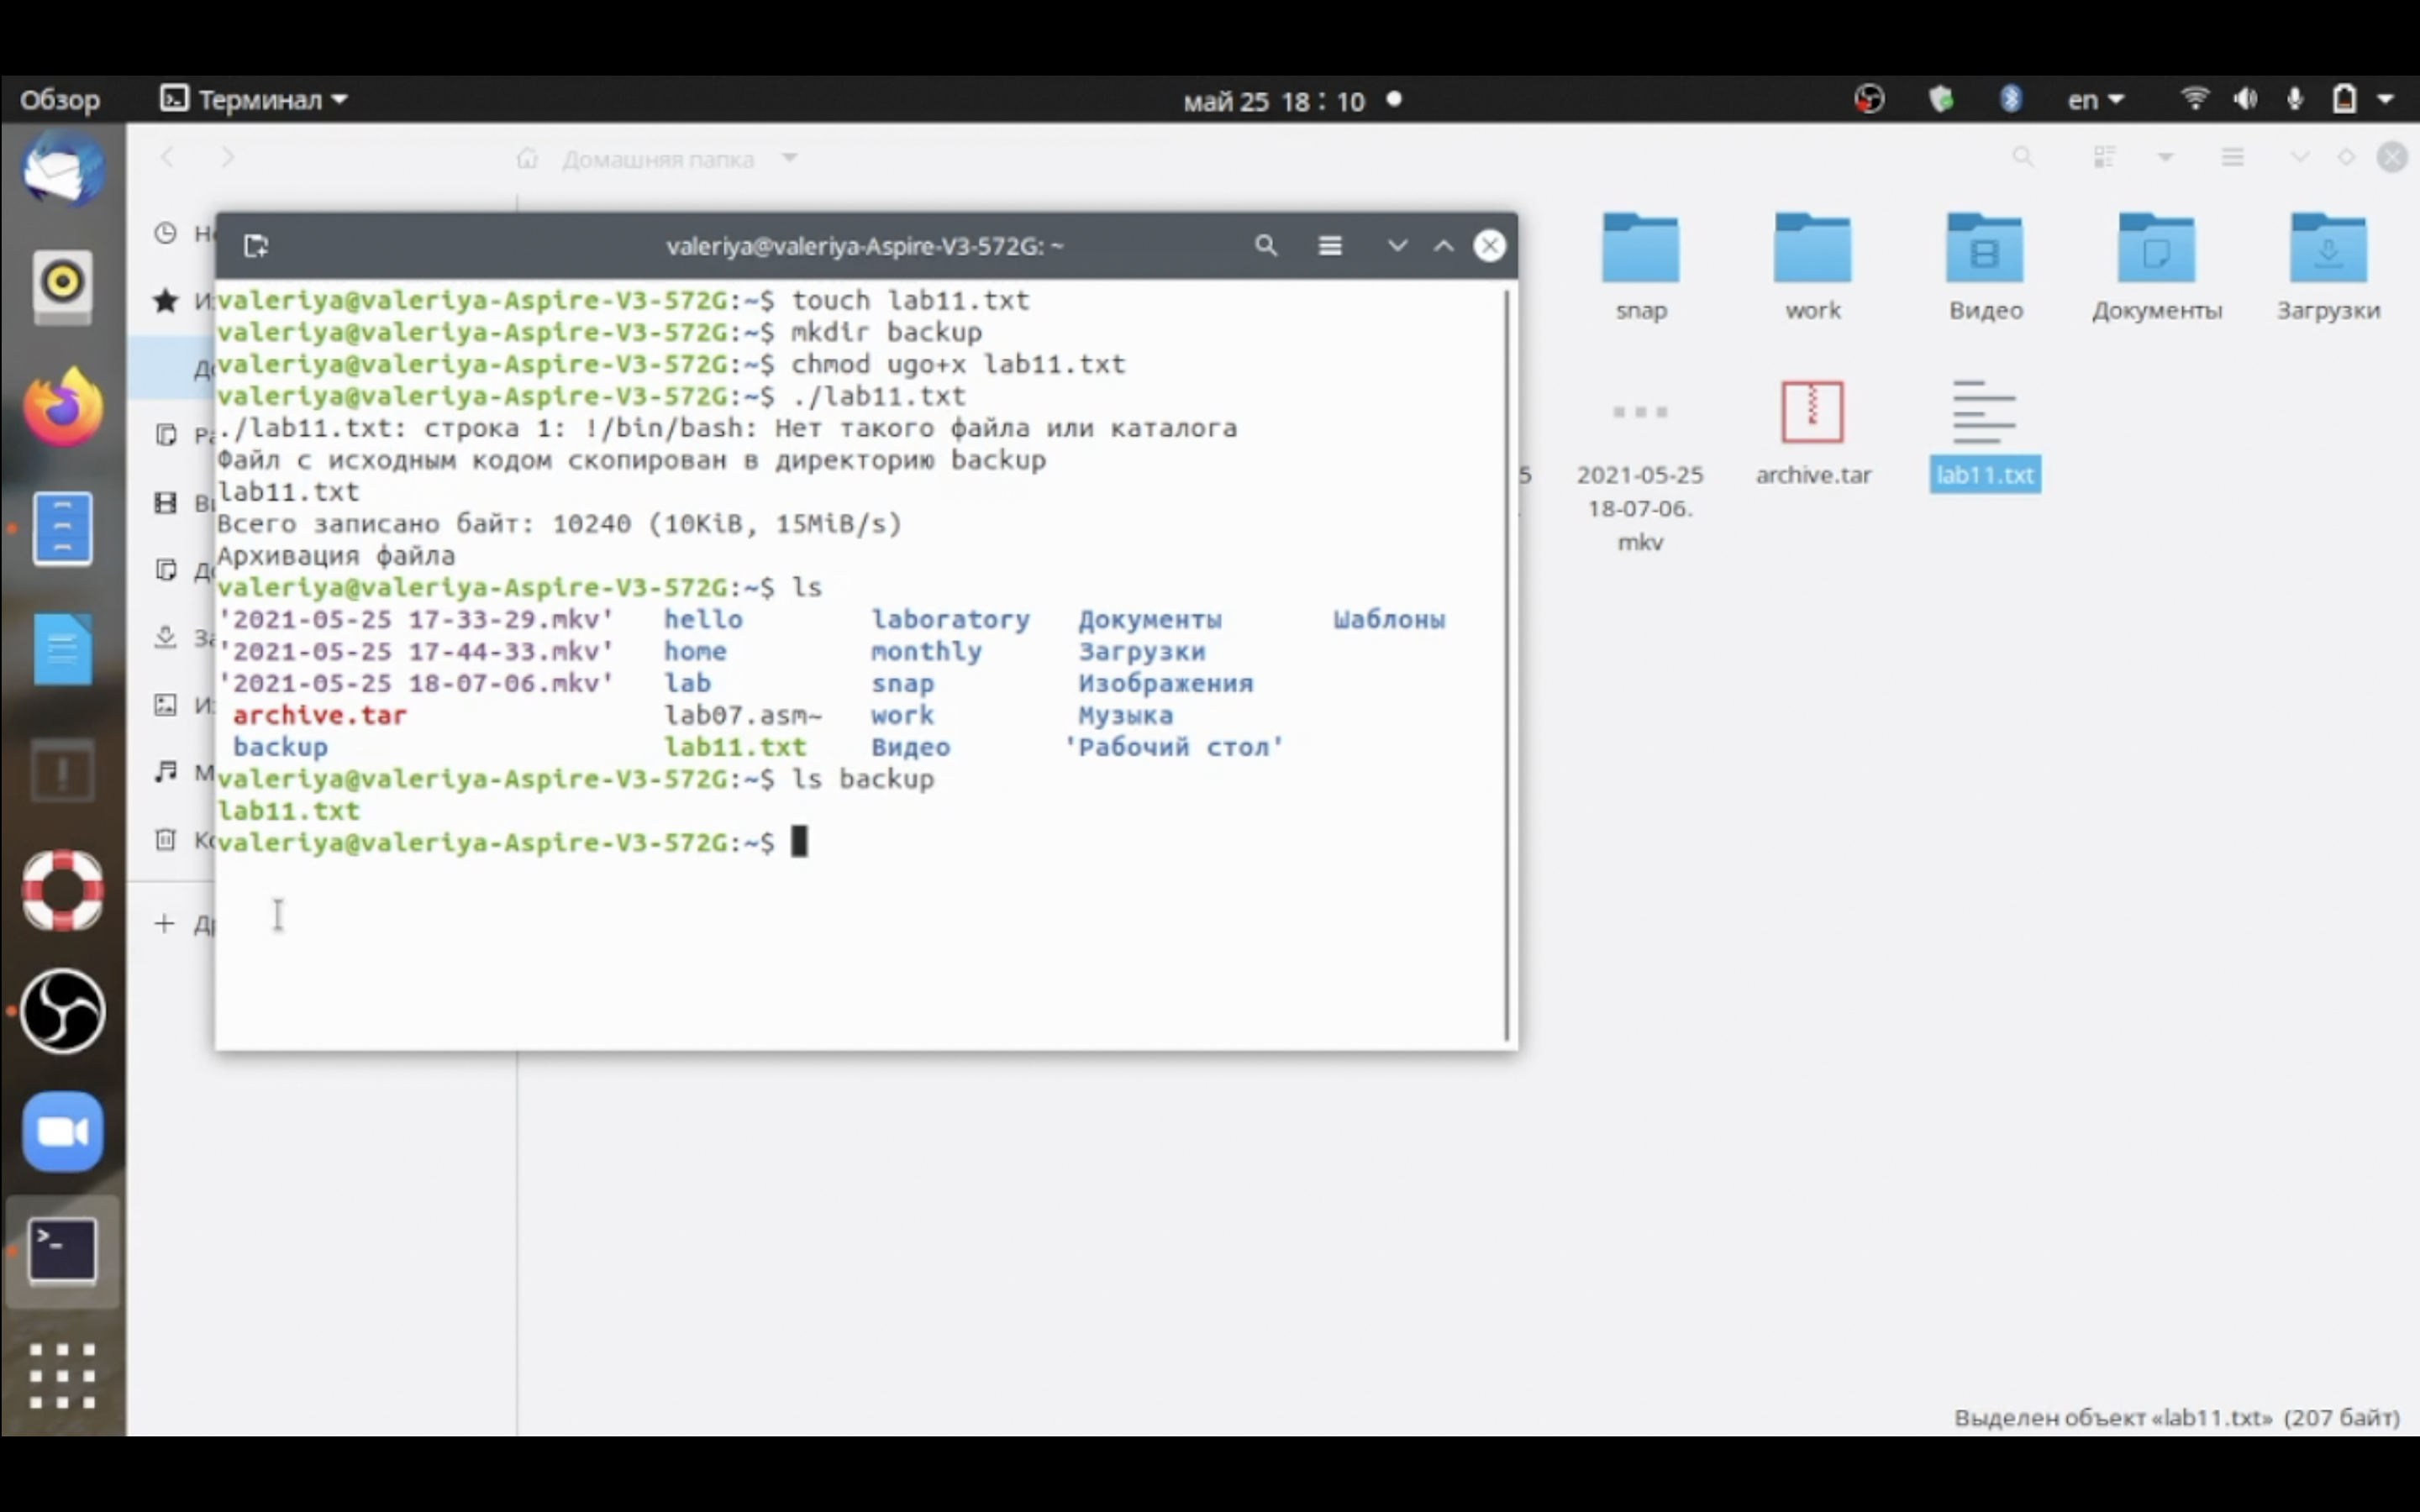 Обзор
Терминал
май 25 18 : 10
en
Домашняя папка
valeriya@valeriya-Aspire-V3-572G: ~
valeriya@valeriya-Aspire-V3-572G:~$ touch lab11.txt
valeriya@valeriya-Aspire-V3-572G:~$ mkdir backup
valeriya@valeriya-Aspire-V3-572G:~$ chmod ugo+x lab11.txt
valeriya@valeriya-Aspire-V3-572G:~$ ./lab11.txt
./lab11.txt: строка 1: !/bin/bash: Нет такого файла или каталога
Файл с исходным кодом скопирован в директорию backup
lab11.txt
Всего записано байт: 10240 (10KiB, 15MiB/s)
Архивация файла
valeriya@valeriya-Aspire-V3-572G:~$ ls
'2021-05-25 17-33-29.mkv' hello laboratory Документы Шаблоны
'2021-05-25 17-44-33.mkv' home monthly Загрузки
'2021-05-25 18-07-06.mkv' lab snap Изображения
archive.tar lab07.asm~ work Музыка
backup lab11.txt Видео 'Рабочий стол'
valeriya@valeriya-Aspire-V3-572G:~$ ls backup
lab11.txt
valeriya@valeriya-Aspire-V3-572G:~$
snap work Видео Документы Загрузки
2021-05-25
18-07-06.
mkv
archive.tar
lab11.txt
Выделен объект «lab11.txt» (207 байт)